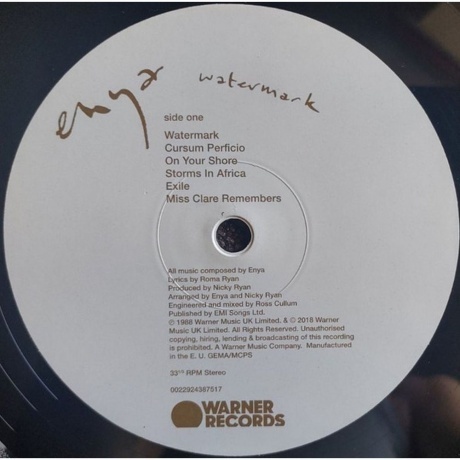 enya watermark
side one
Watermark
Cursum Perficio
On Your Shore
Storms In Africa
Exile
Miss Clare Remembers
All music composed by Enya
Lyrics by Roma Ryan
Produced by Nicky Ryan
Arranged by Enya and Nicky Ryan
Engineered and mixed by Ross Cullum
Published by EMI Songs Ltd.
℗ 1988 Warner Music UK Limited. & © 2018 Warner
Music UK Limited. All Rights Reserved. Unauthorised
copying, hiring, lending & broadcasting of this recording
is prohibited. A Warner Music Company. Manufactured
in the E. U. GEMA/MCPS
33⅓ RPM Stereo
0022924387517
WARNER
RECORDS